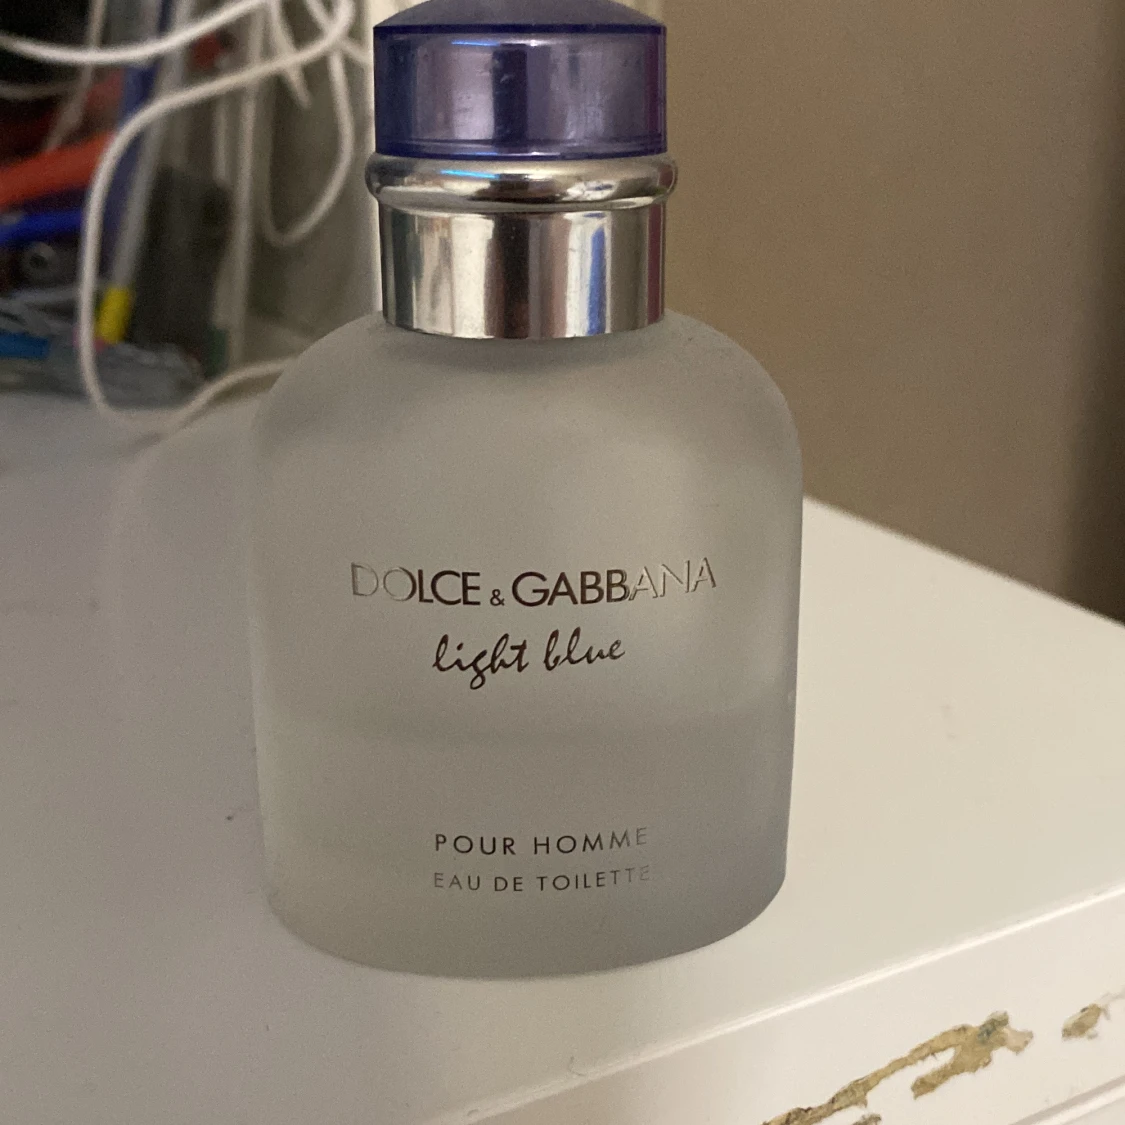 DOLCE & GABBANA
light blue
POUR HOMME
EAU DE TOILETTE